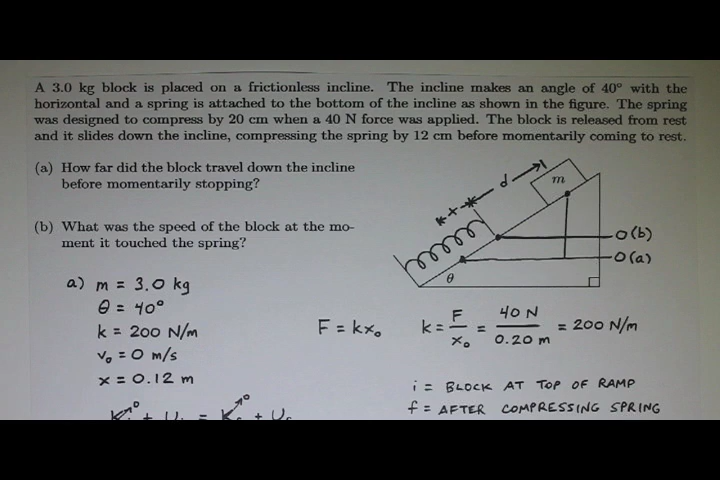 A 3.0 kg block is placed on a frictionless incline. The incline makes an angle of 40° with the
horizontal and a spring is attached to the bottom of the incline as shown in the figure. The spring
was designed to compress by 20 cm when a 40 N force was applied. The block is released from rest
and it slides down the incline, compressing the spring by 12 cm before momentarily coming to rest.
(a) How far did the block travel down the incline
before momentarily stopping?
(b) What was the speed of the block at the mo-
ment it touched the spring?
m
d
x
O (b)
O (a)
θ
a) m = 3.0 kg
θ = 40°
k = 200 N/m
v₀ = 0 m/s
x = 0.12 m
F = kx₀
k = F/x₀ = 40 N/0.20 m = 200 N/m
i = BLOCK AT TOP OF RAMP
f = AFTER COMPRESSING SPRING